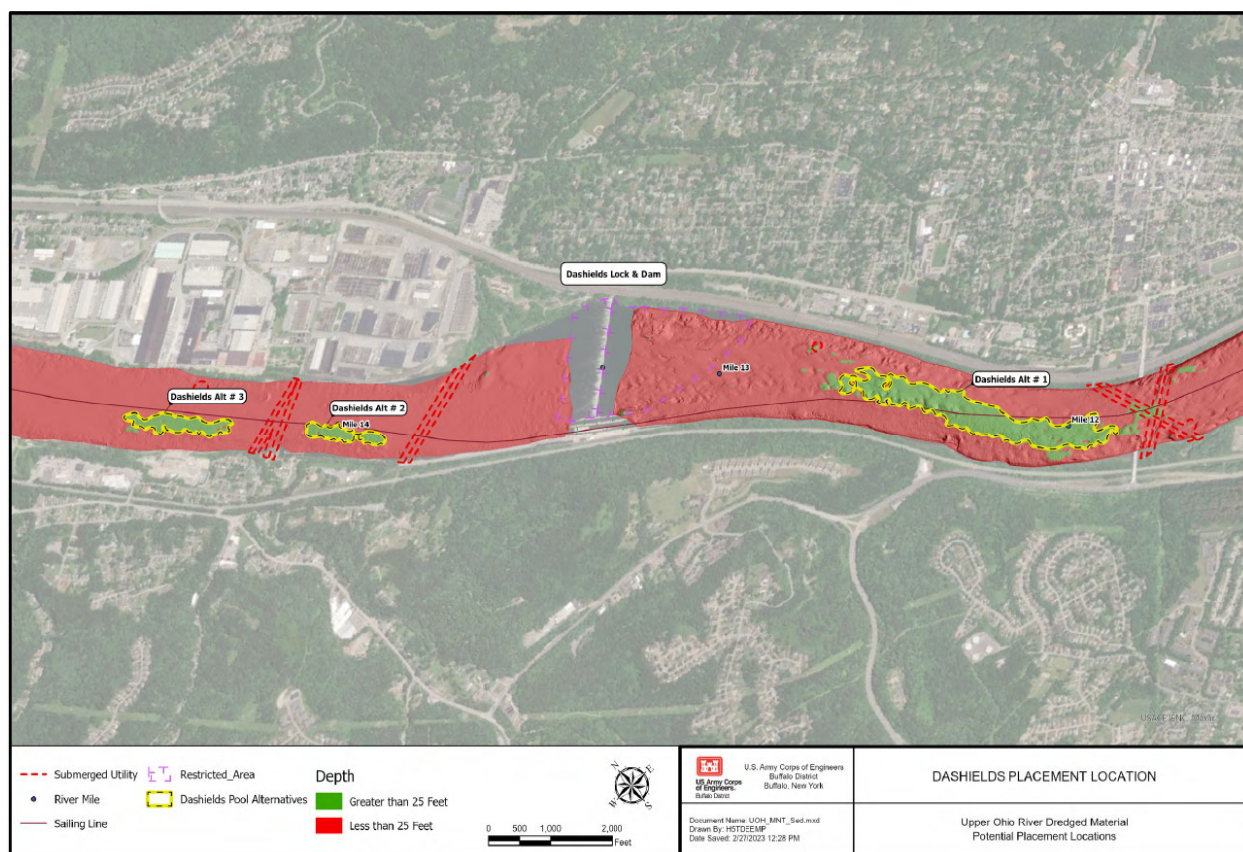 Dashields Lock & Dam
Mile 13
Dashields Alt # 1
Dashields Alt # 3
Dashields Alt # 2
Mile 14
Mile 12
Submerged Utility
River Mile
Sailing Line
Restricted_Area
Dashields Pool Alternatives
Depth
Greater than 25 Feet
Less than 25 Feet
N
E
S
W
0 500 1,000 2,000
Feet
US Army Corps
of Engineers.
Buffalo District
U.S. Army Corps of Engineers
Buffalo District
Buffalo, New York
Document Name: UOH_MNT_Sed.mxd
Drawn By: H5TDEEMP
Date Saved: 2/27/2023 12:28 PM
DASHIELDS PLACEMENT LOCATION
Upper Ohio River Dredged Material
Potential Placement Locations